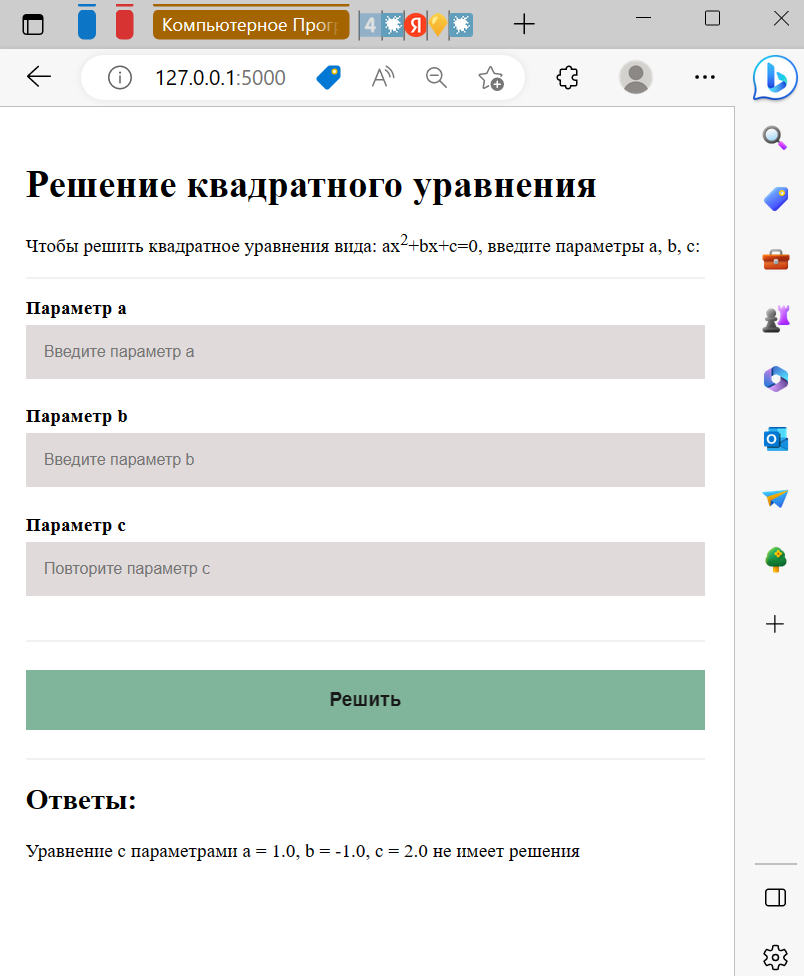 Компьютерное Прог
4 Я
127.0.0.1:5000
Решение квадратного уравнения
Чтобы решить квадратное уравнения вида: ax²+bx+c=0, введите параметры a, b, c:
Параметр a
Введите параметр a
Параметр b
Введите параметр b
Параметр c
Повторите параметр c
Решить
Ответы:
Уравнение с параметрами a = 1.0, b = -1.0, c = 2.0 не имеет решения